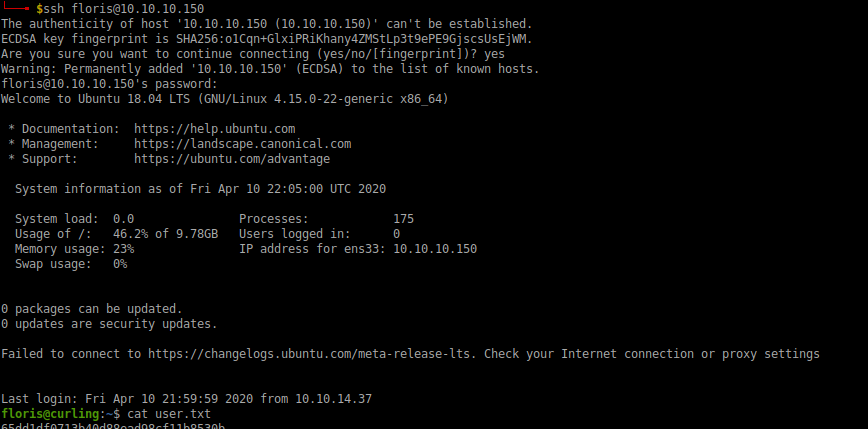 $ssh floris@10.10.10.150
The authenticity of host '10.10.10.150 (10.10.10.150)' can't be established.
ECDSA key fingerprint is SHA256:o1Cqn+GlxiPRiKhany4ZMStLp3t9ePE9GjscsUsEjWM.
Are you sure you want to continue connecting (yes/no/[fingerprint])? yes
Warning: Permanently added '10.10.10.150' (ECDSA) to the list of known hosts.
floris@10.10.10.150's password:
Welcome to Ubuntu 18.04 LTS (GNU/Linux 4.15.0-22-generic x86_64)
* Documentation:  https://help.ubuntu.com
* Management:     https://landscape.canonical.com
* Support:        https://ubuntu.com/advantage
System information as of Fri Apr 10 22:05:00 UTC 2020
System load:  0.0               Processes:            175
Usage of /:   46.2% of 9.78GB   Users logged in:      0
Memory usage: 23%               IP address for ens33: 10.10.10.150
Swap usage:   0%
0 packages can be updated.
0 updates are security updates.
Failed to connect to https://changelogs.ubuntu.com/meta-release-lts. Check your Internet connection or proxy settings
Last login: Fri Apr 10 21:59:59 2020 from 10.10.14.37
floris@curling:~$ cat user.txt